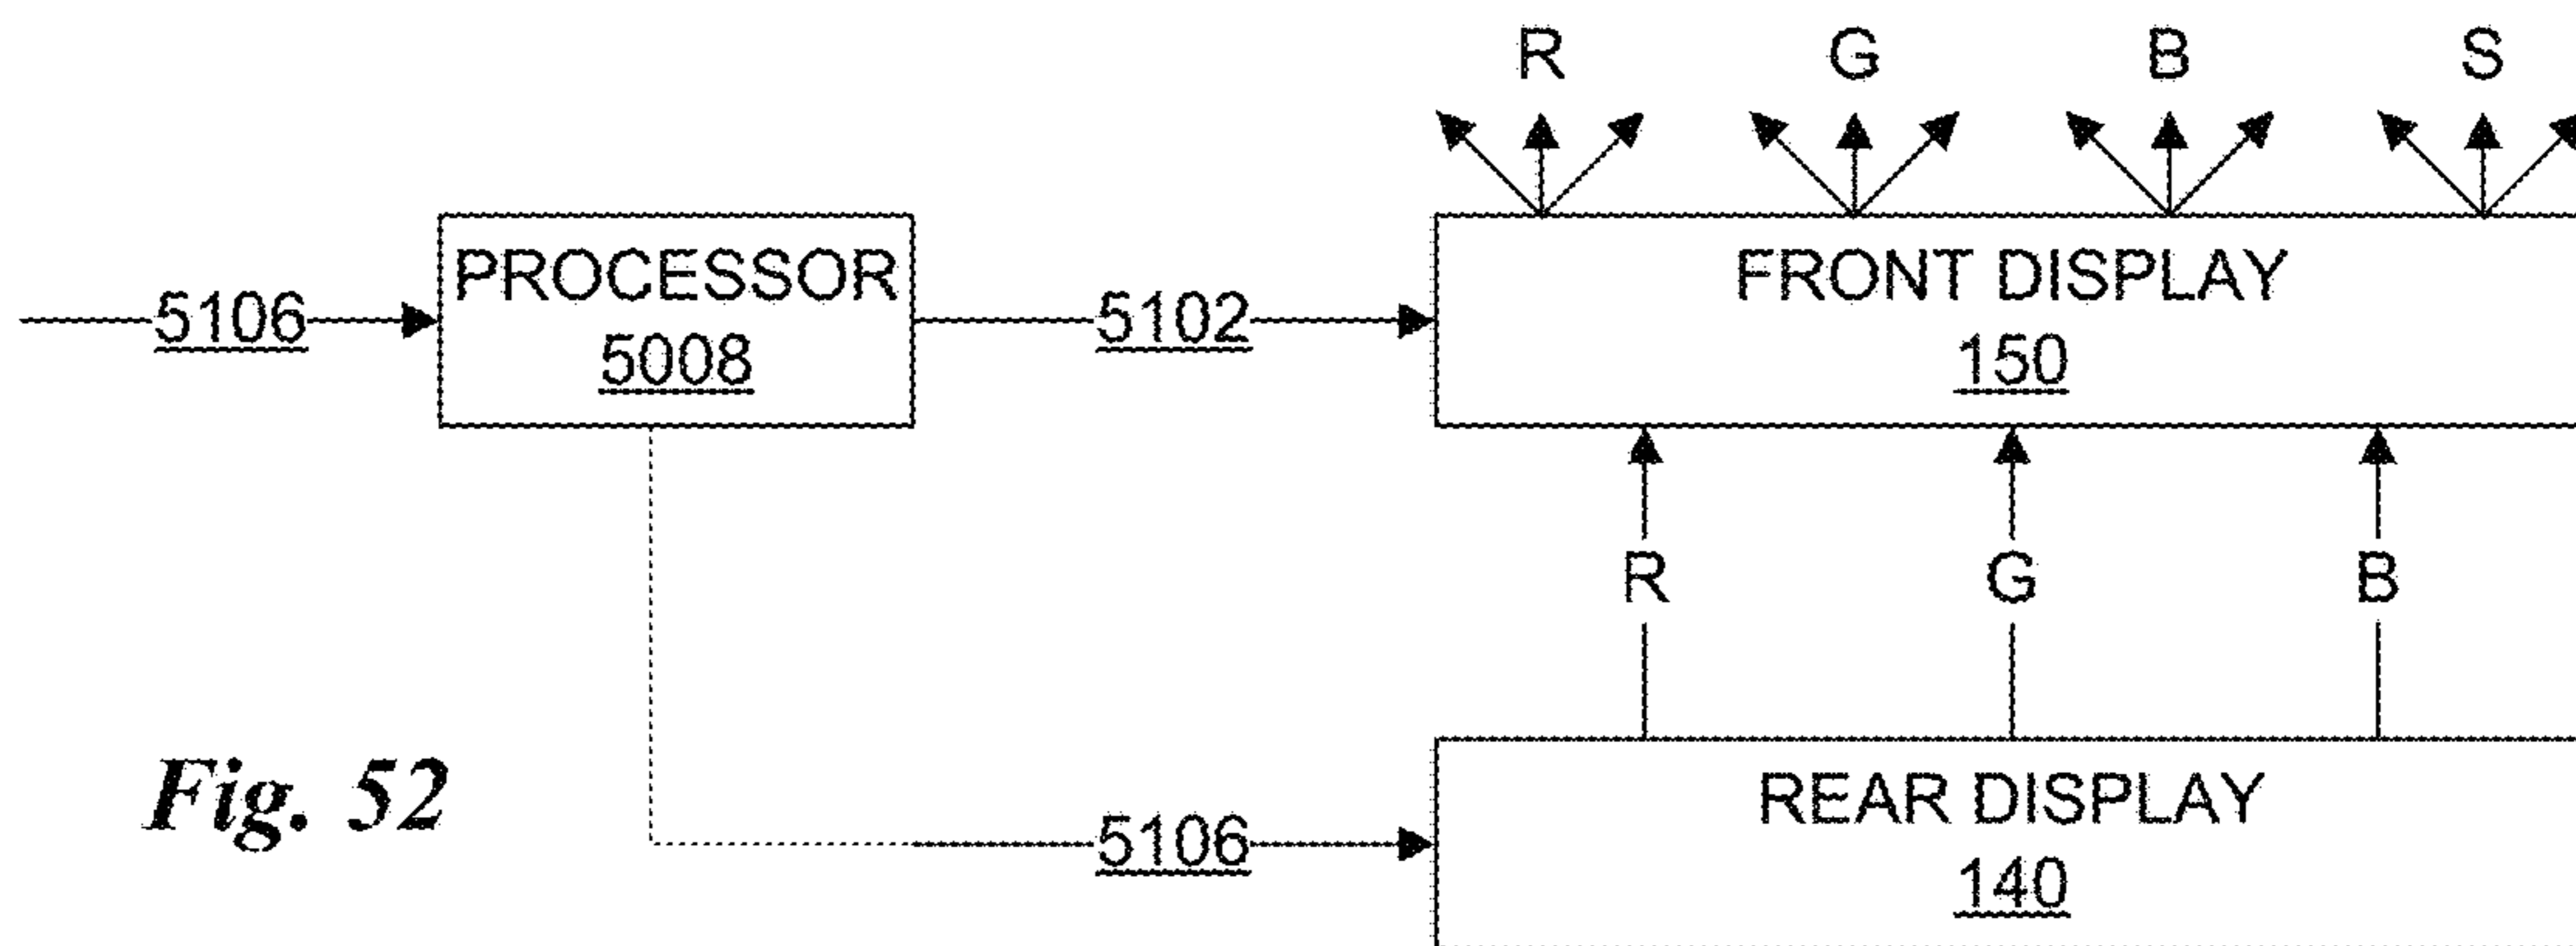 R G B S
PROCESSOR
5008
5106
5102
FRONT DISPLAY
150
R G B
Fig. 52
5106
REAR DISPLAY
140